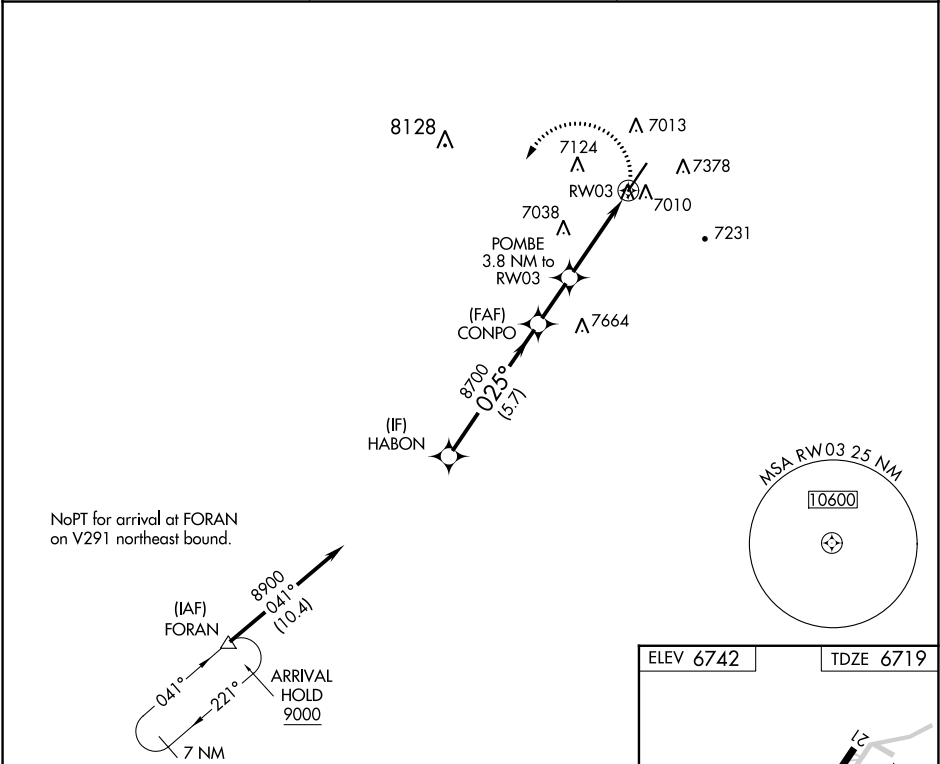 8128
7013
7124
7378
RW03
7010
7038
7231
POMBE
3.8 NM to
RW03
(FAF)
CONPO
7664
8700
025°
(5.7)
(IF)
HABON
MSA RW03 25 NM
10600
NoPT for arrival at FORAN
on V291 northeast bound.
8900
041°
(10.4)
(IAF)
FORAN
041°
221°
ARRIVAL
HOLD
9000
7 NM
ELEV 6742
TDZE 6719
21